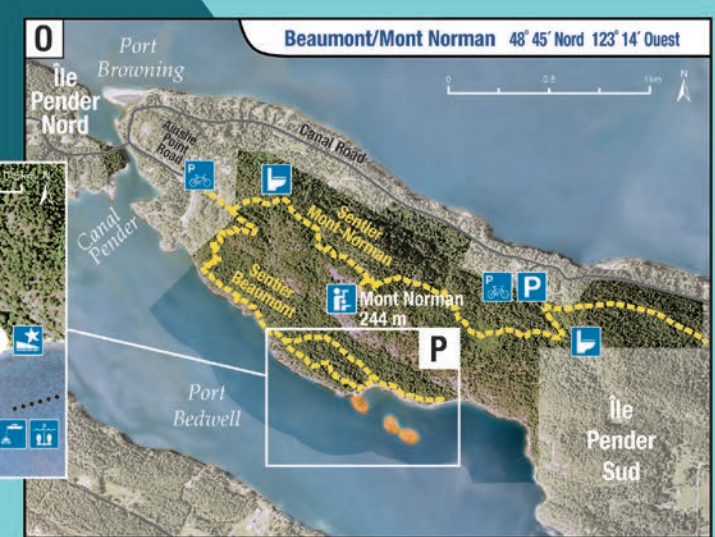 O
Beaumont/Mont Norman 48° 45′ Nord 123° 14′ Ouest
Port
Browning
0 0.5 1km
N
Île
Pender
Nord
Ainslie
Point
Road
Canal Road
P
Canal
Pender
Sentier
Mont-Norman
Sentier
Beaumont
P
P
Mont Norman
244 m
P
Port
Bedwell
Île
Pender
Sud